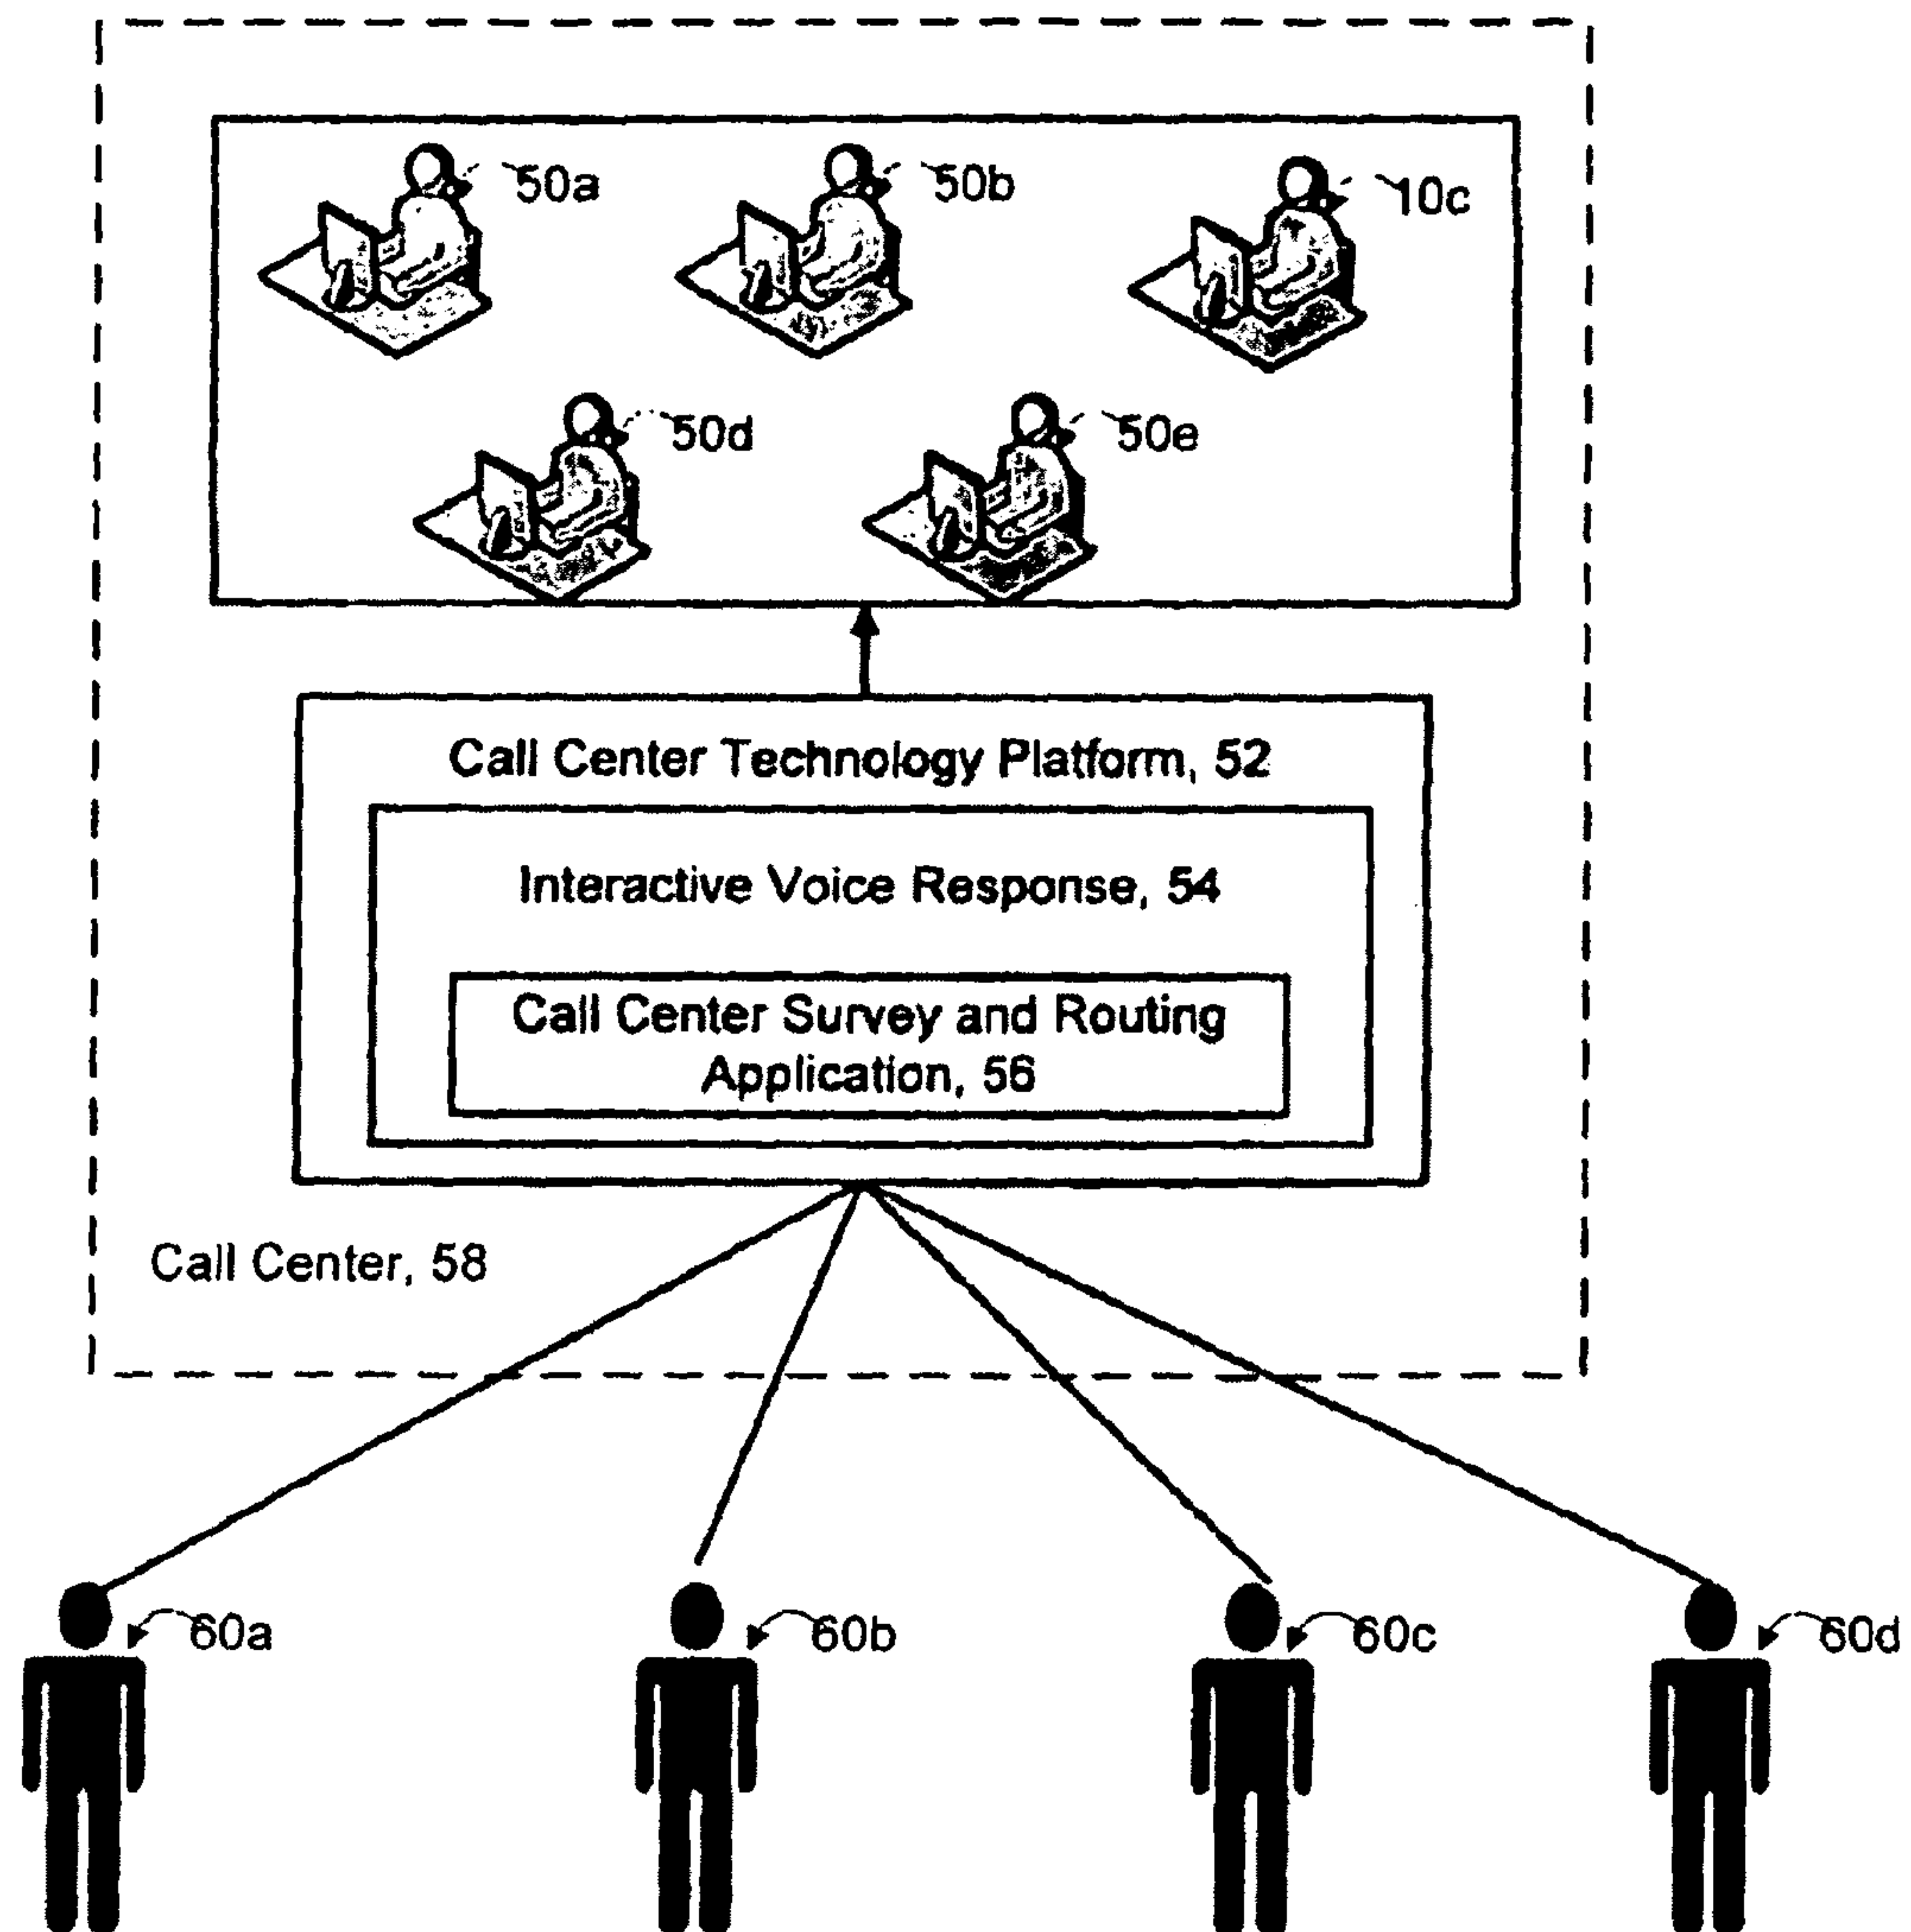 50a
50b
10c
50d
50e
Call Center Technology Platform, 52
Interactive Voice Response, 54
Call Center Survey and Routing
Application, 56
Call Center, 58
60a
60b
60c
60d